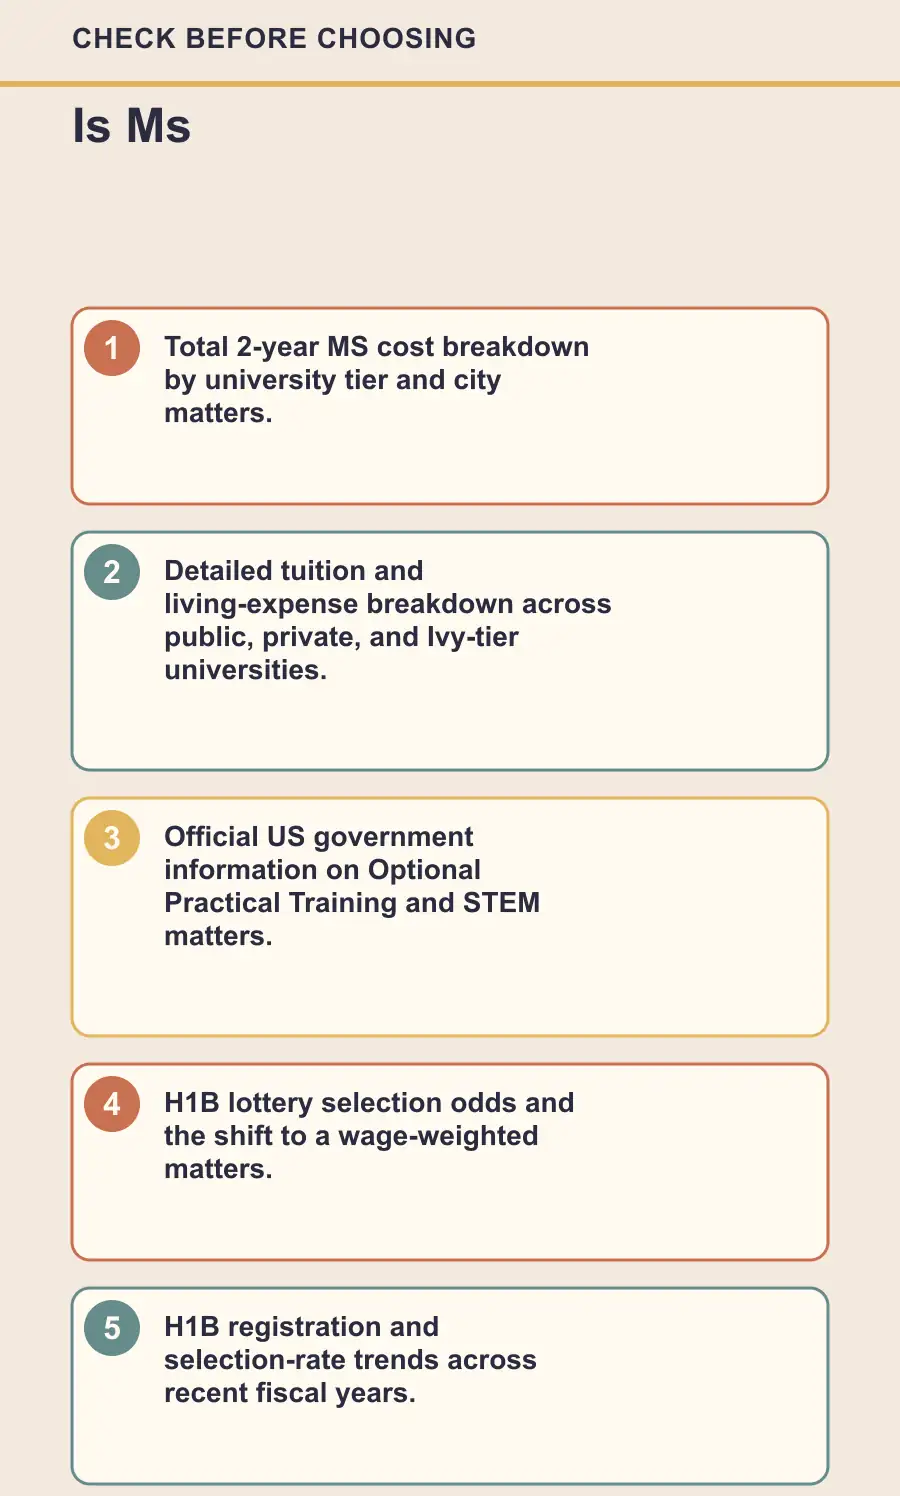 CHECK BEFORE CHOOSING
Is Ms
1
Total 2-year MS cost breakdown
by university tier and city
matters.
2
Detailed tuition and
living-expense breakdown across
public, private, and Ivy-tier
universities.
3
Official US government
information on Optional
Practical Training and STEM
matters.
4
H1B lottery selection odds and
the shift to a wage-weighted
matters.
5
H1B registration and
selection-rate trends across
recent fiscal years.